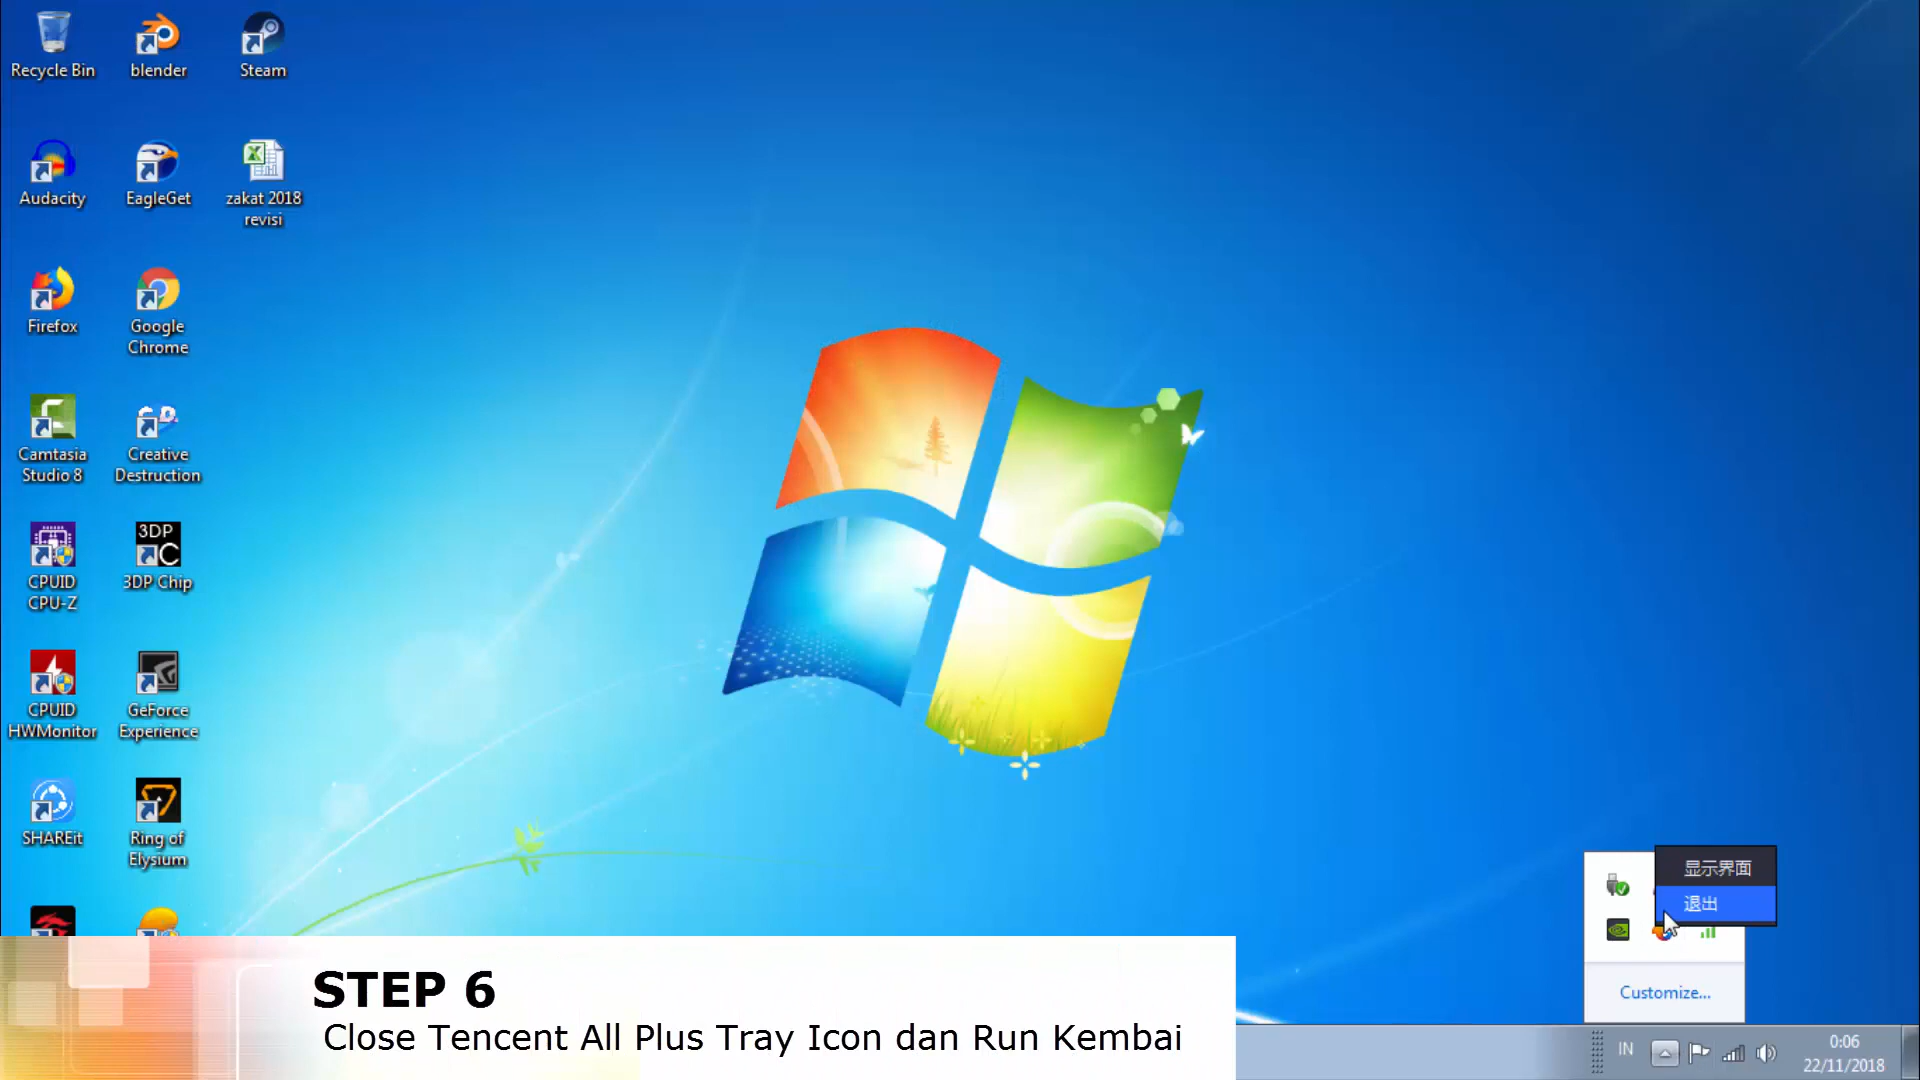 Recycle Bin
blender
Steam
Audacity
EagleGet
zakat 2018
revisi
Firefox
Google
Chrome
Camtasia
Studio 8
Creative
Destruction
CPUID
CPU-Z
3DP
C
3DP Chip
CPUID
HWMonitor
GeForce
Experience
SHAREit
Ring of
Elysium
显示界面
退出
Customize...
STEP 6
Close Tencent All Plus Tray Icon dan Run Kembai
IN
0:06
22/11/2018